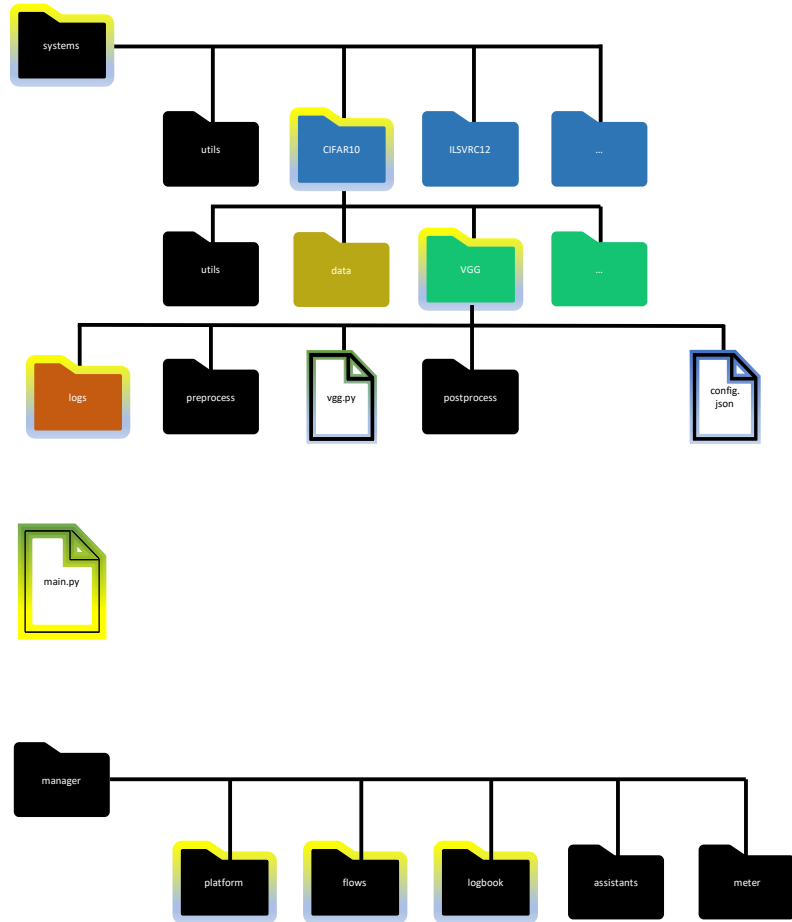 systems
utils
CIFAR10
ILSVRC12
...
utils
data
VGG
...
logs
preprocess
vgg.py
postprocess
config.
json
main.py
manager
platform
flows
logbook
assistants
meter